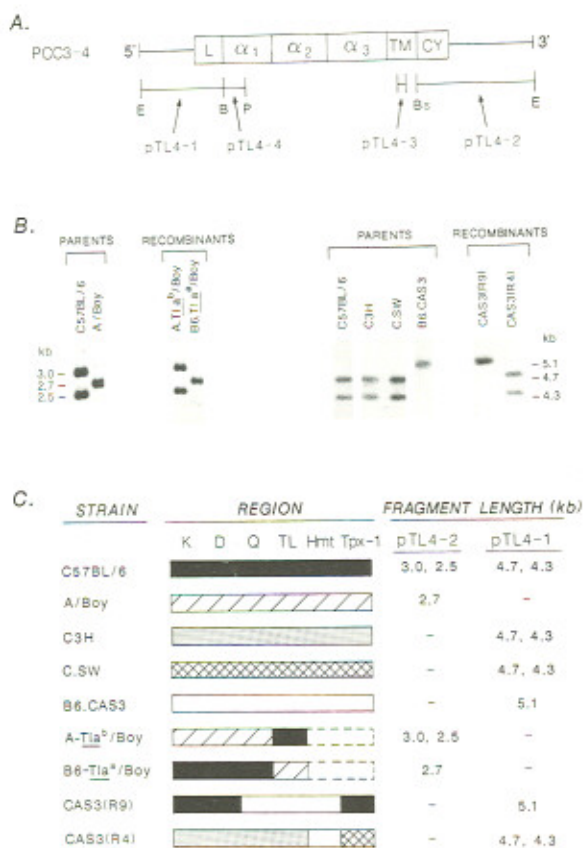 A.
PCC3-4
5' L α1 α2 α3 TM CY 3'
E B P Bs E
pTL4-1 pTL4-4 pTL4-3 pTL4-2
B.
PARENTS RECOMBINANTS PARENTS RECOMBINANTS
C57BL/6 A/Boy A.Tlab/Boy B6.Tlaa/Boy C57BL/6 C3H C.SW B6.CAS3 CAS3(R9) CAS3(R4)
kb kb
3.0 - - 5.1
2.7 - - 4.7
2.5 - - 4.3
C.
STRAIN REGION FRAGMENT LENGTH (kb)
K D Q TL Hmt Tpx-1 pTL4-2 pTL4-1
C57BL/6 3.0, 2.5 4.7, 4.3
A/Boy 2.7 -
C3H - 4.7, 4.3
C.SW - 4.7, 4.3
B6.CAS3 - 5.1
A-Tlab/Boy 3.0, 2.5 -
B6-Tlaa/Boy 2.7 -
CAS3(R9) - 5.1
CAS3(R4) - 4.7, 4.3